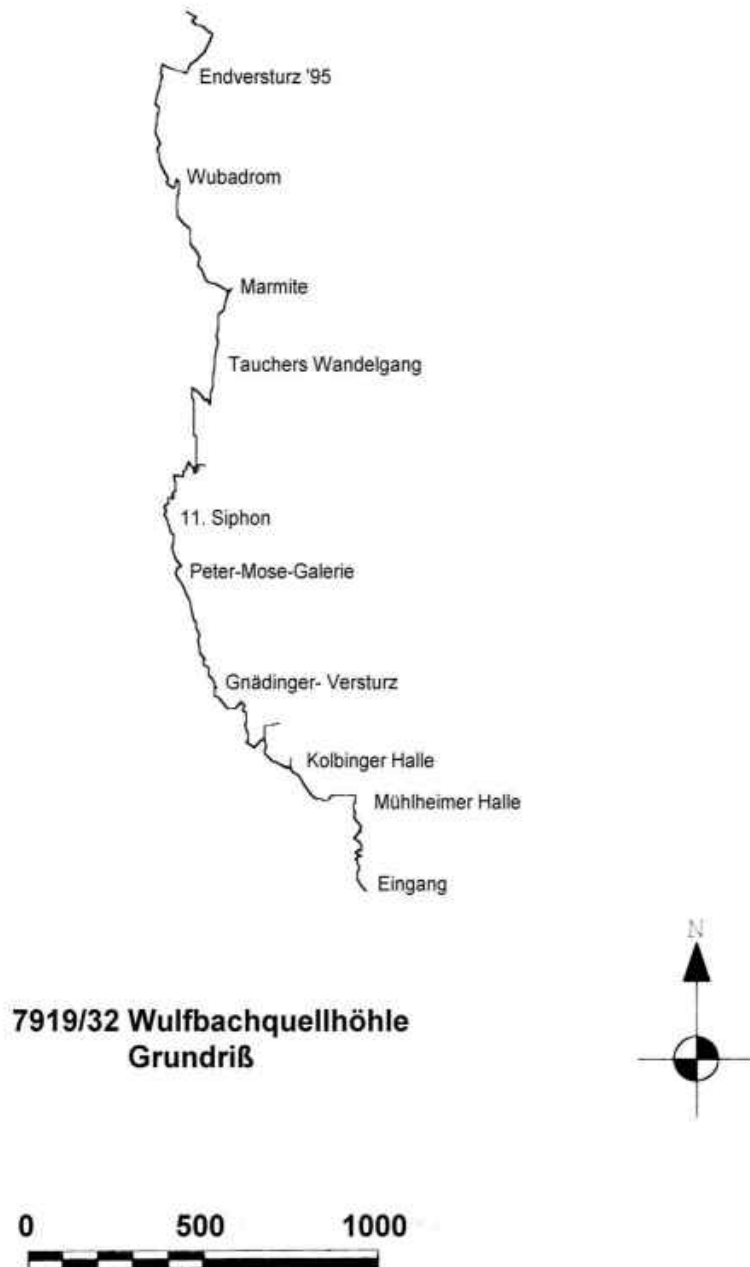 Endversturz '95
Wubadrom
Marmite
Tauchers Wandelgang
11. Siphon
Peter-Mose-Galerie
Gnädinger- Versturz
Kolbinger Halle
Mühlheimer Halle
Eingang
N
7919/32 Wulfbachquellhöhle
Grundriß
0 500 1000